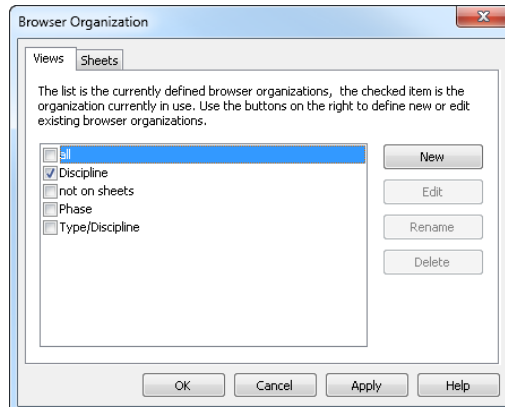 Browser Organization
Views
Sheets
The list is the currently defined browser organizations, the checked item is the
organization currently in use. Use the buttons on the right to define new or edit
existing browser organizations.
all
Discipline
not on sheets
Phase
Type/Discipline
New
Edit
Rename
Delete
OK
Cancel
Apply
Help